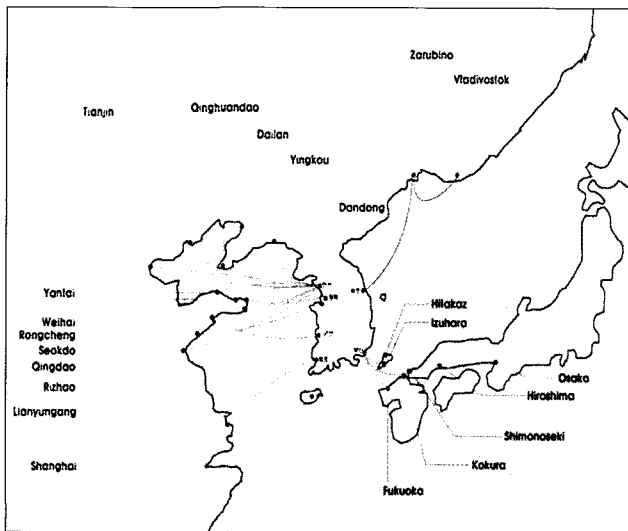 Zarubino
Vladivostok
Tianjin
Qinghuandao
Dailan
Yingkou
Dandong
Yantai
Hitakaz
Izuhara
Weihai
Rongcheng
Seokdo
Qingdao
Rizhao
Lianyungang
Osaka
Hiroshima
Shimonoseki
Shanghai
Kokura
Fukuoka